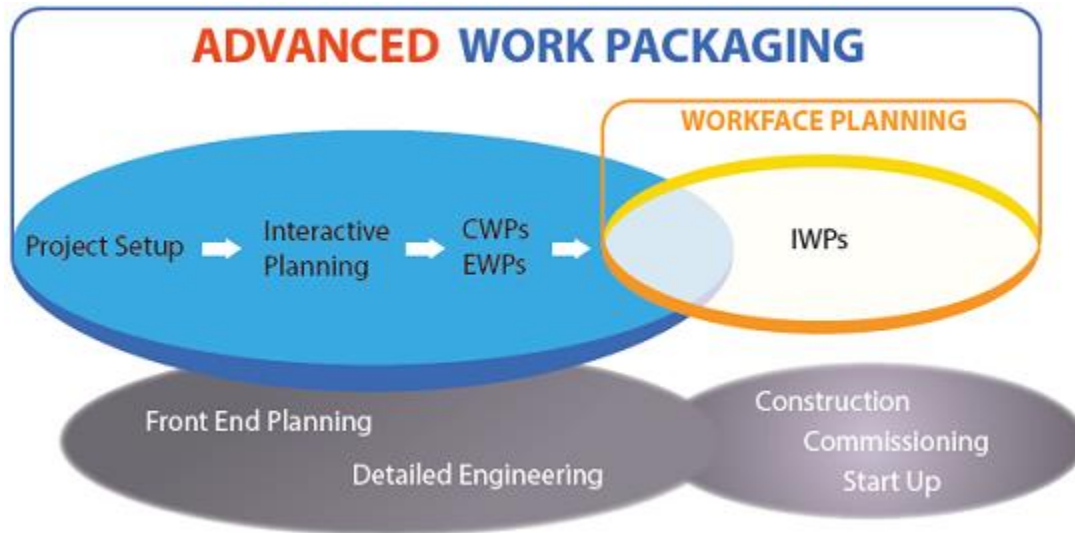 ADVANCED WORK PACKAGING
WORKFACE PLANNING
Project Setup
Interactive
Planning
CWPs
EWPs
IWPs
Front End Planning
Detailed Engineering
Construction
Commissioning
Start Up